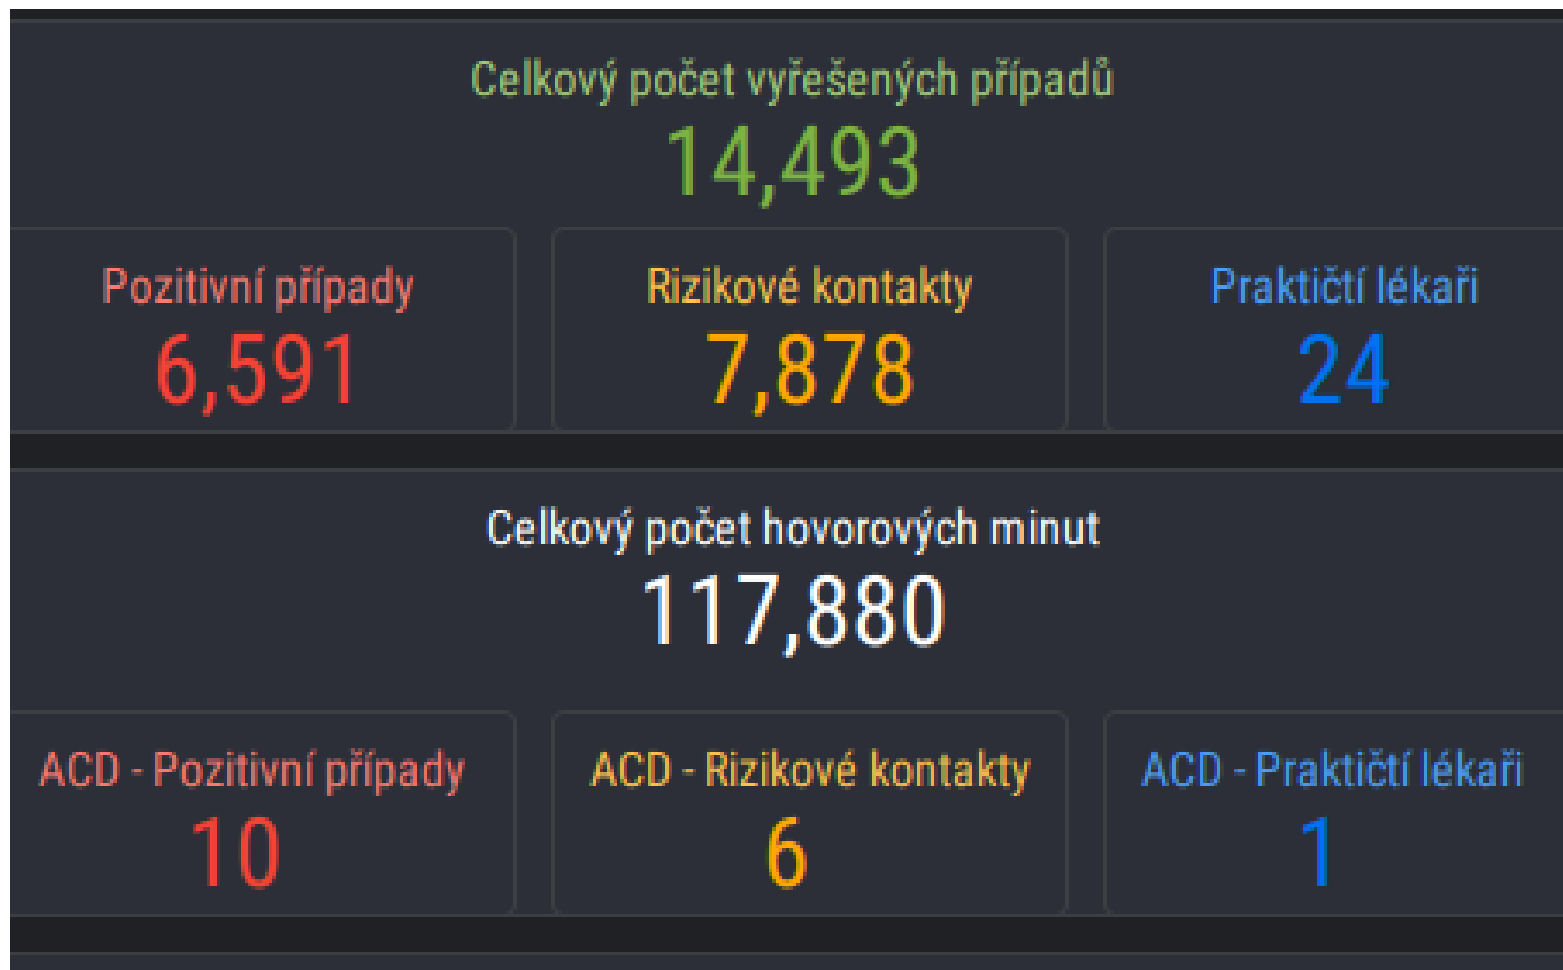 Celkový počet vyřešených případů
14,493
Pozitivní případy
6,591
Rizikové kontakty
7,878
Praktičtí lékaři
24
Celkový počet hovorových minut
117,880
ACD - Pozitivní případy
10
ACD - Rizikové kontakty
6
ACD - Praktičtí lékaři
1